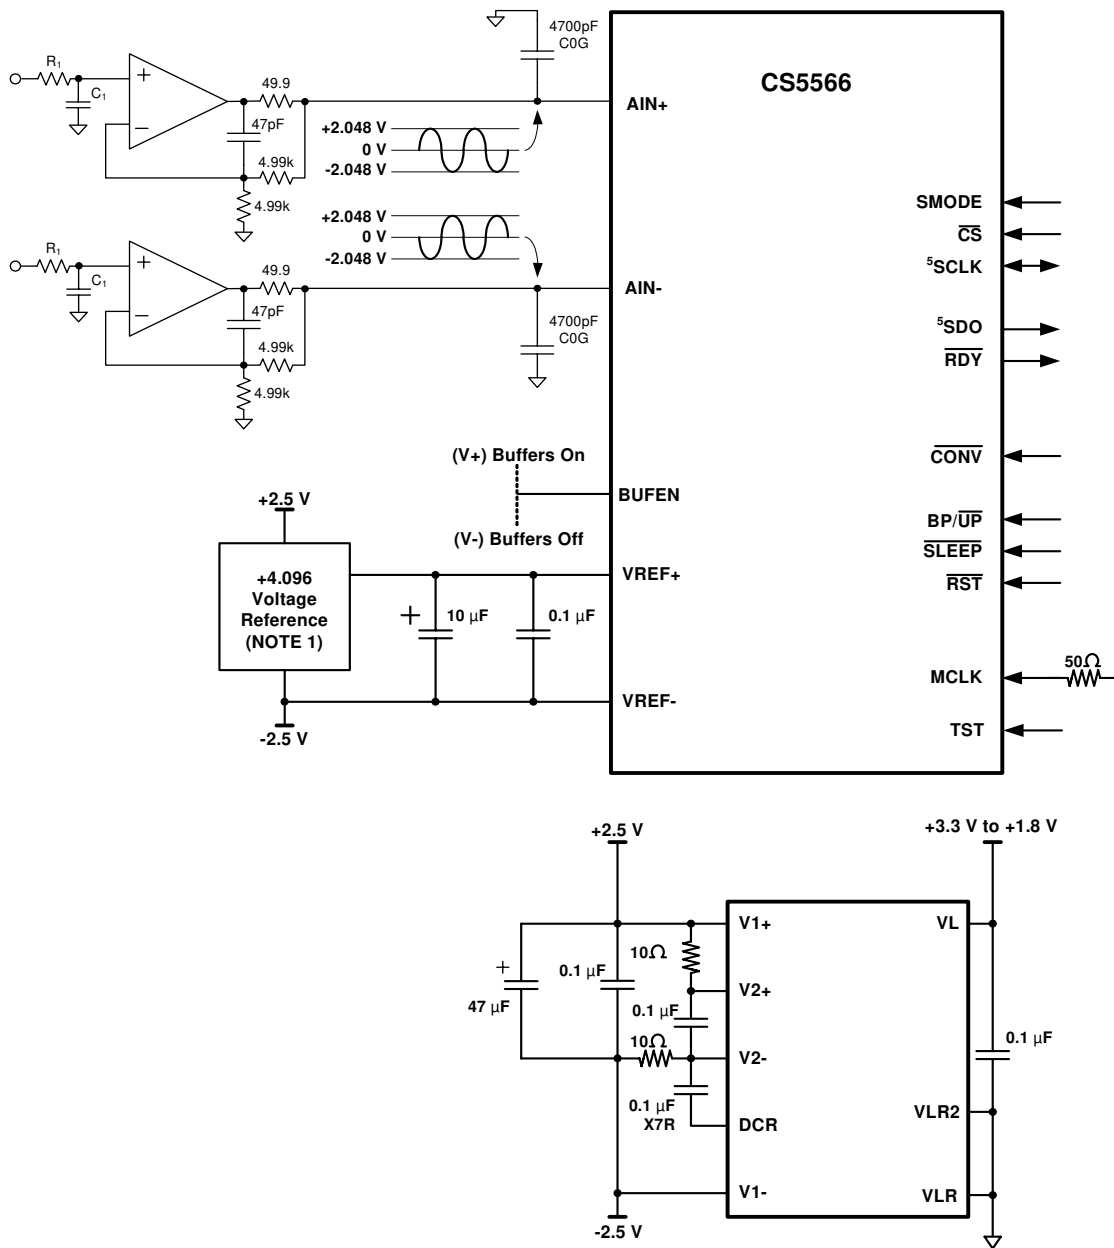 4700pF
C0G
CS5566
R1
C1
+
−
49.9
47pF
4.99k
4.99k
AIN+
+2.048 V
0 V
-2.048 V
+2.048 V
0 V
-2.048 V
R1
C1
+
−
49.9
47pF
4.99k
4.99k
AIN-
4700pF
C0G
SMODE
CS
5SCLK
5SDO
RDY
CONV
BP/UP
SLEEP
RST
50Ω
MCLK
TST
(V+) Buffers On
BUFEN
(V-) Buffers Off
+2.5 V
+4.096
Voltage
Reference
(NOTE 1)
-2.5 V
VREF+
+
10 µF
0.1 µF
VREF-
+2.5 V
+3.3 V to +1.8 V
V1+
VL
10Ω
+
47 µF
0.1 µF
V2+
0.1 µF
10Ω
V2-
0.1 µF
0.1 µF
X7R
DCR
VLR2
V1-
VLR
-2.5 V